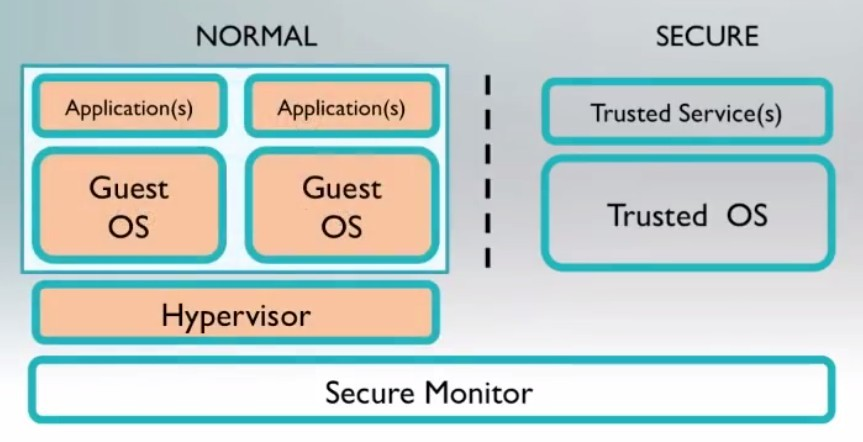 NORMAL
SECURE
Application(s)
Application(s)
Trusted Service(s)
Guest
OS
Guest
OS
Trusted OS
Hypervisor
Secure Monitor